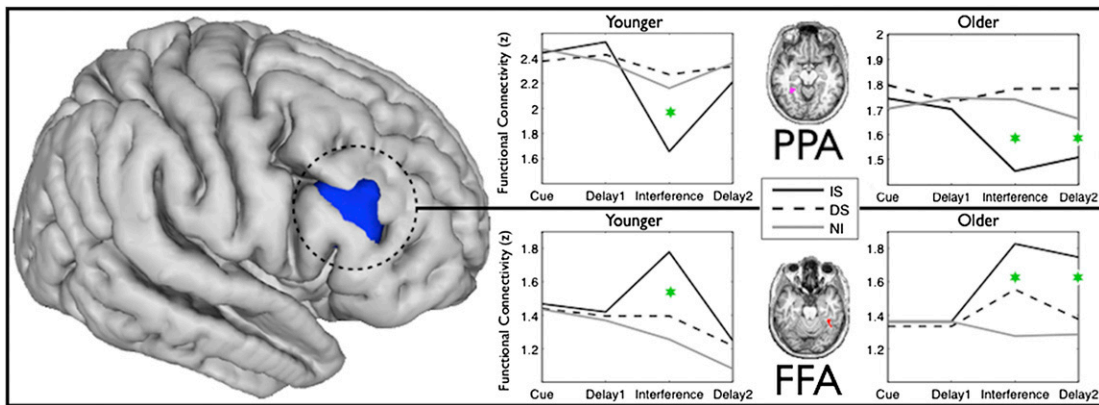 Younger
Functional Connectivity (z)
2.4
2.2
2
1.8
1.6
Cue Delay1 Interference Delay2
PPA
Older
2
1.9
1.8
1.7
1.6
1.5
Cue Delay1 Interference Delay2
IS
DS
NI
Younger
Functional Connectivity (z)
1.8
1.6
1.4
1.2
Cue Delay1 Interference Delay2
FFA
Older
1.8
1.6
1.4
1.2
Cue Delay1 Interference Delay2